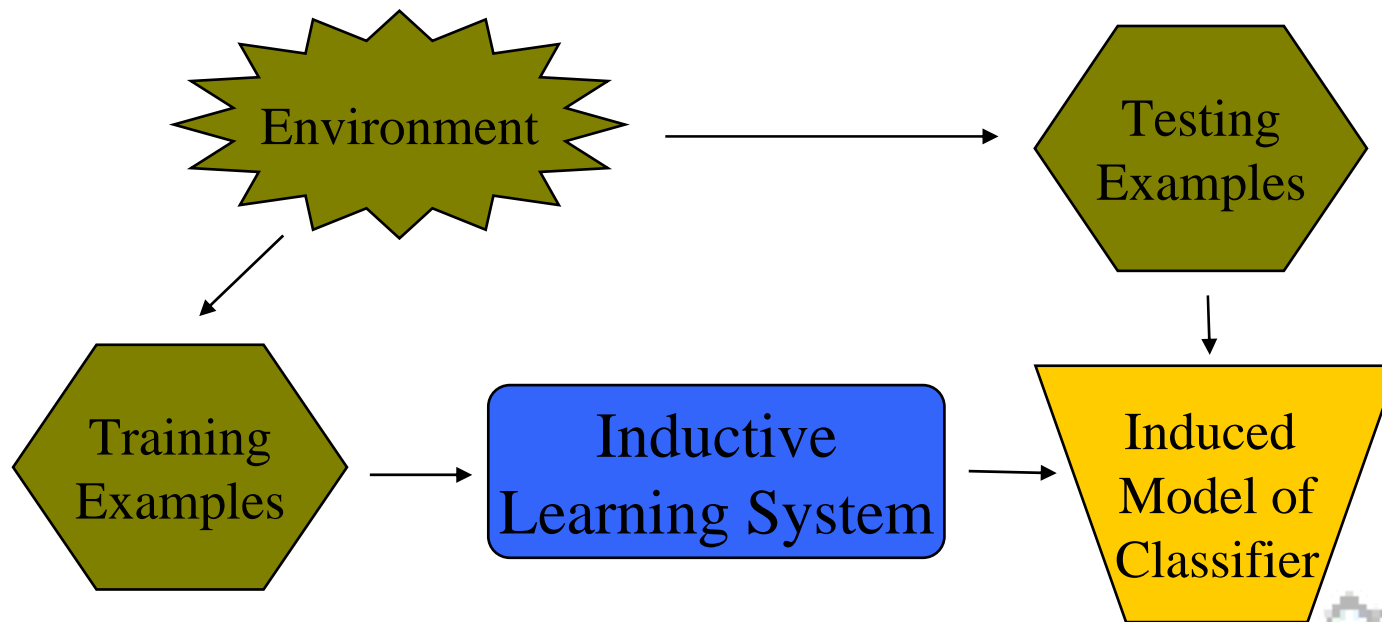 Environment
Testing
Examples
Training
Examples
Inductive
Learning System
Induced
Model of
Classifier